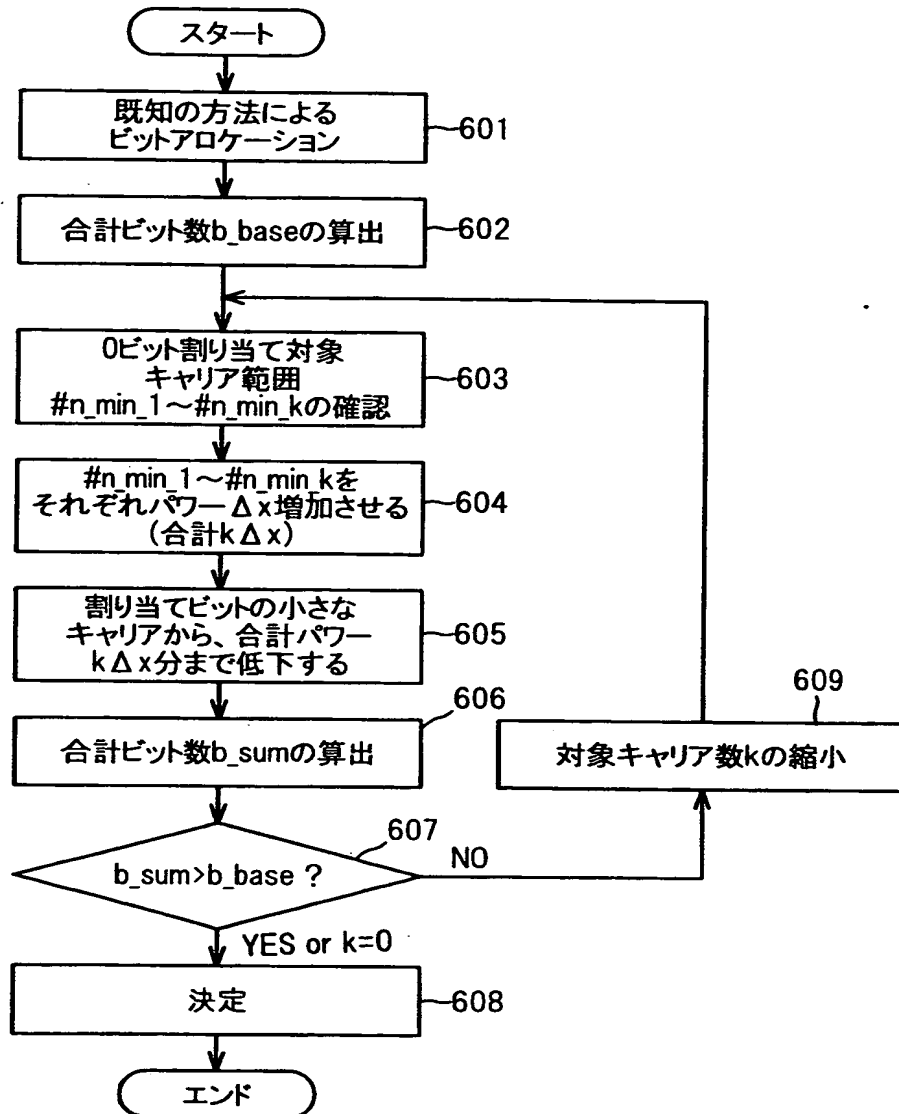 スタート
既知の方法による
ビットアロケーション
601
合計ビット数b_baseの算出
602
0ビット割り当て対象
キャリア範囲
#n_min_1～#n_min_kの確認
603
#n_min_1～#n_min_kを
それぞれパワーΔx増加させる
(合計kΔx)
604
割り当てビットの小さな
キャリアから、合計パワー
kΔx分まで低下する
605
606
合計ビット数b_sumの算出
609
対象キャリア数kの縮小
607
b_sum>b_base ?
NO
YES or k=0
決定
608
エンド